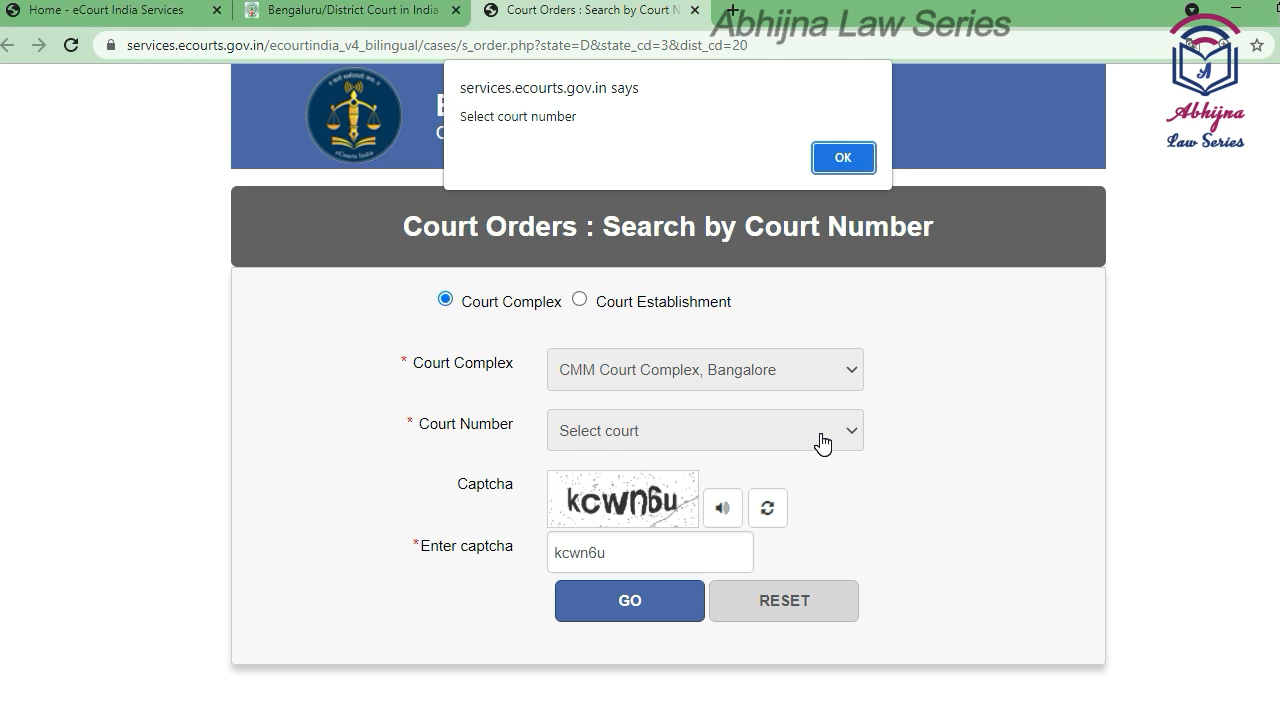 Home - eCourt India Services
Bengaluru/District Court in India
Court Orders : Search by Court N
Abhijna Law Series
services.ecourts.gov.in/ecourtindia_v4_bilingual/cases/s_order.php?state=D&state_cd=3&dist_cd=20
A
Abhijna
Law Series
services.ecourts.gov.in says
Select court number
OK
eCourts India
Court Orders : Search by Court Number
Court Complex
Court Establishment
* Court Complex
CMM Court Complex, Bangalore
* Court Number
Select court
Captcha
kcwn6u
*Enter captcha
kcwn6u
GO
RESET